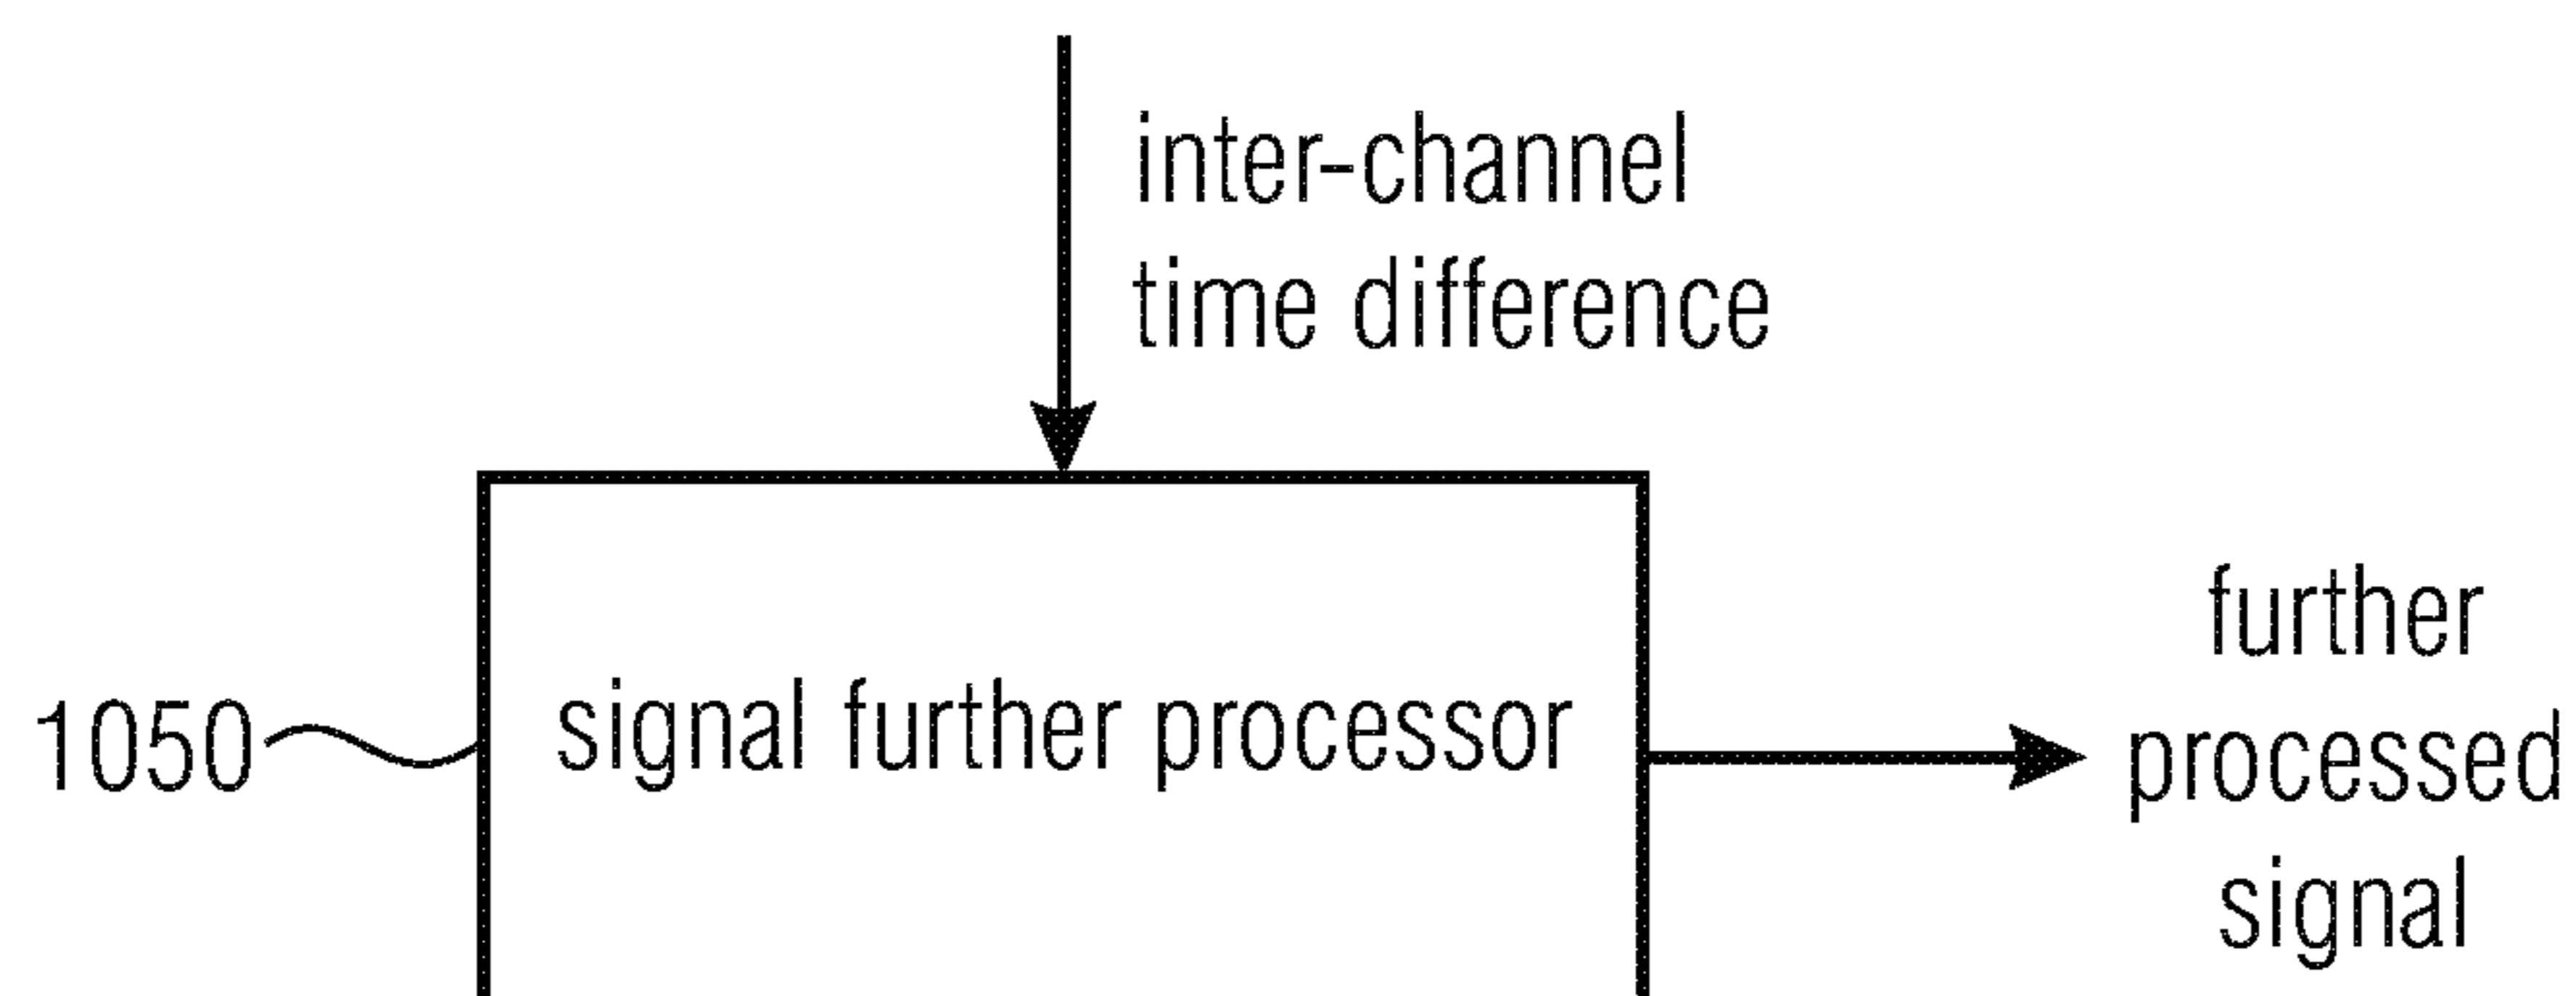 inter-channel
time difference
1050
signal further processor
further
processed
signal